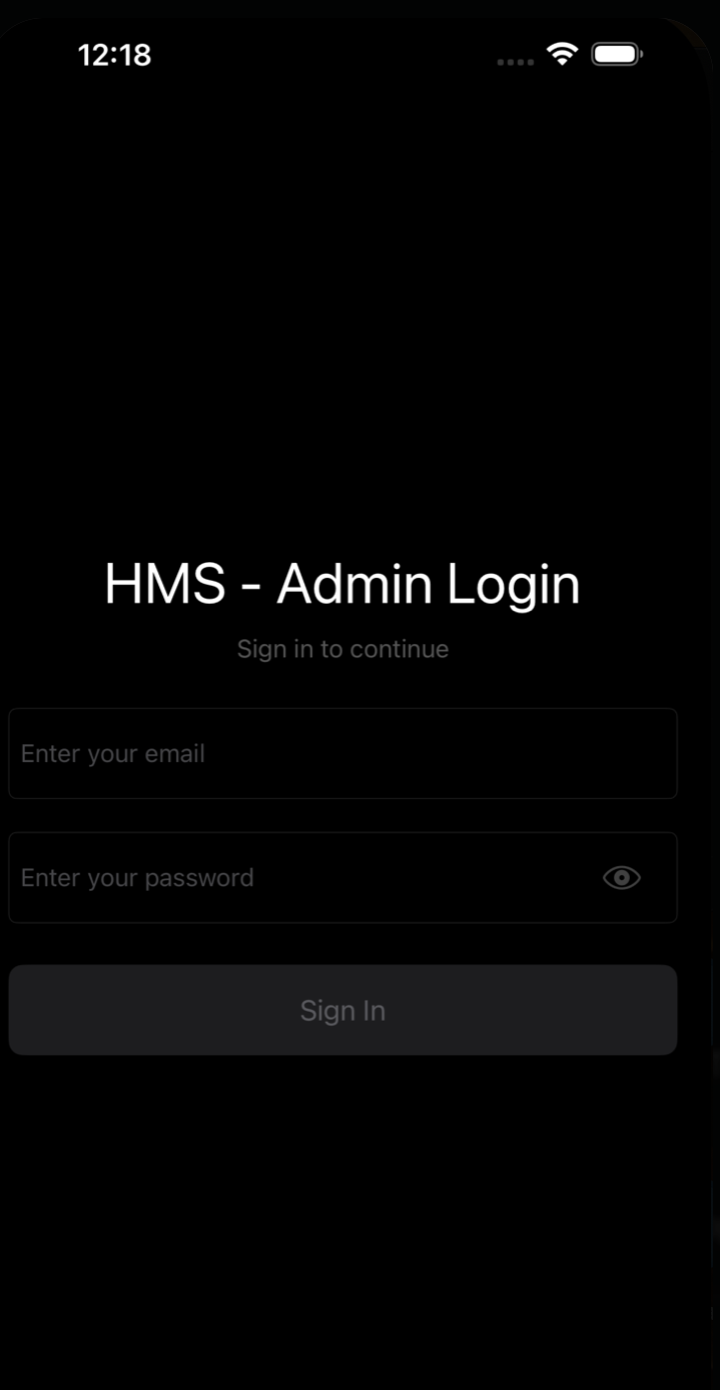 12:18
HMS - Admin Login
Sign in to continue
Enter your email
Enter your password
Sign In